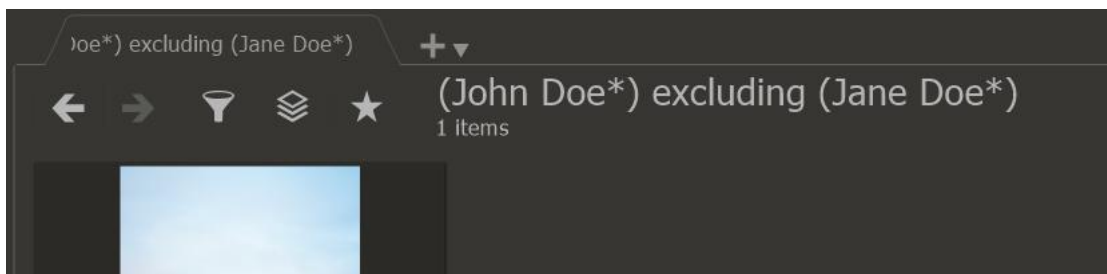 oe*) excluding (Jane Doe*)
(John Doe*) excluding (Jane Doe*)
1 items